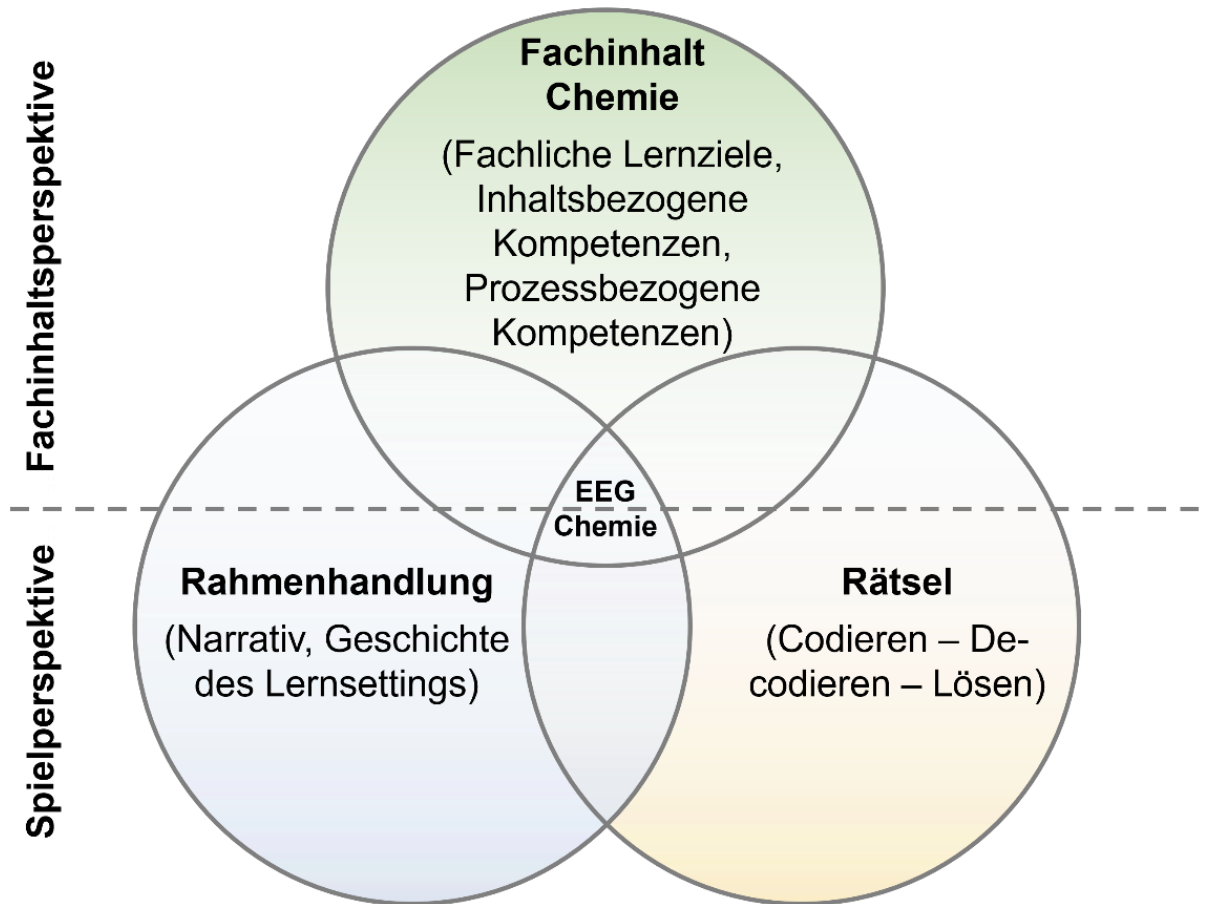 Fachinhaltsperspektive
Fachinhalt
Chemie
(Fachliche Lernziele,
Inhaltsbezogene
Kompetenzen,
Prozessbezogene
Kompetenzen)
EEG
Chemie
Spielperspektive
Rahmenhandlung
(Narrativ, Geschichte
des Lernsettings)
Rätsel
(Codieren – De-
codieren – Lösen)